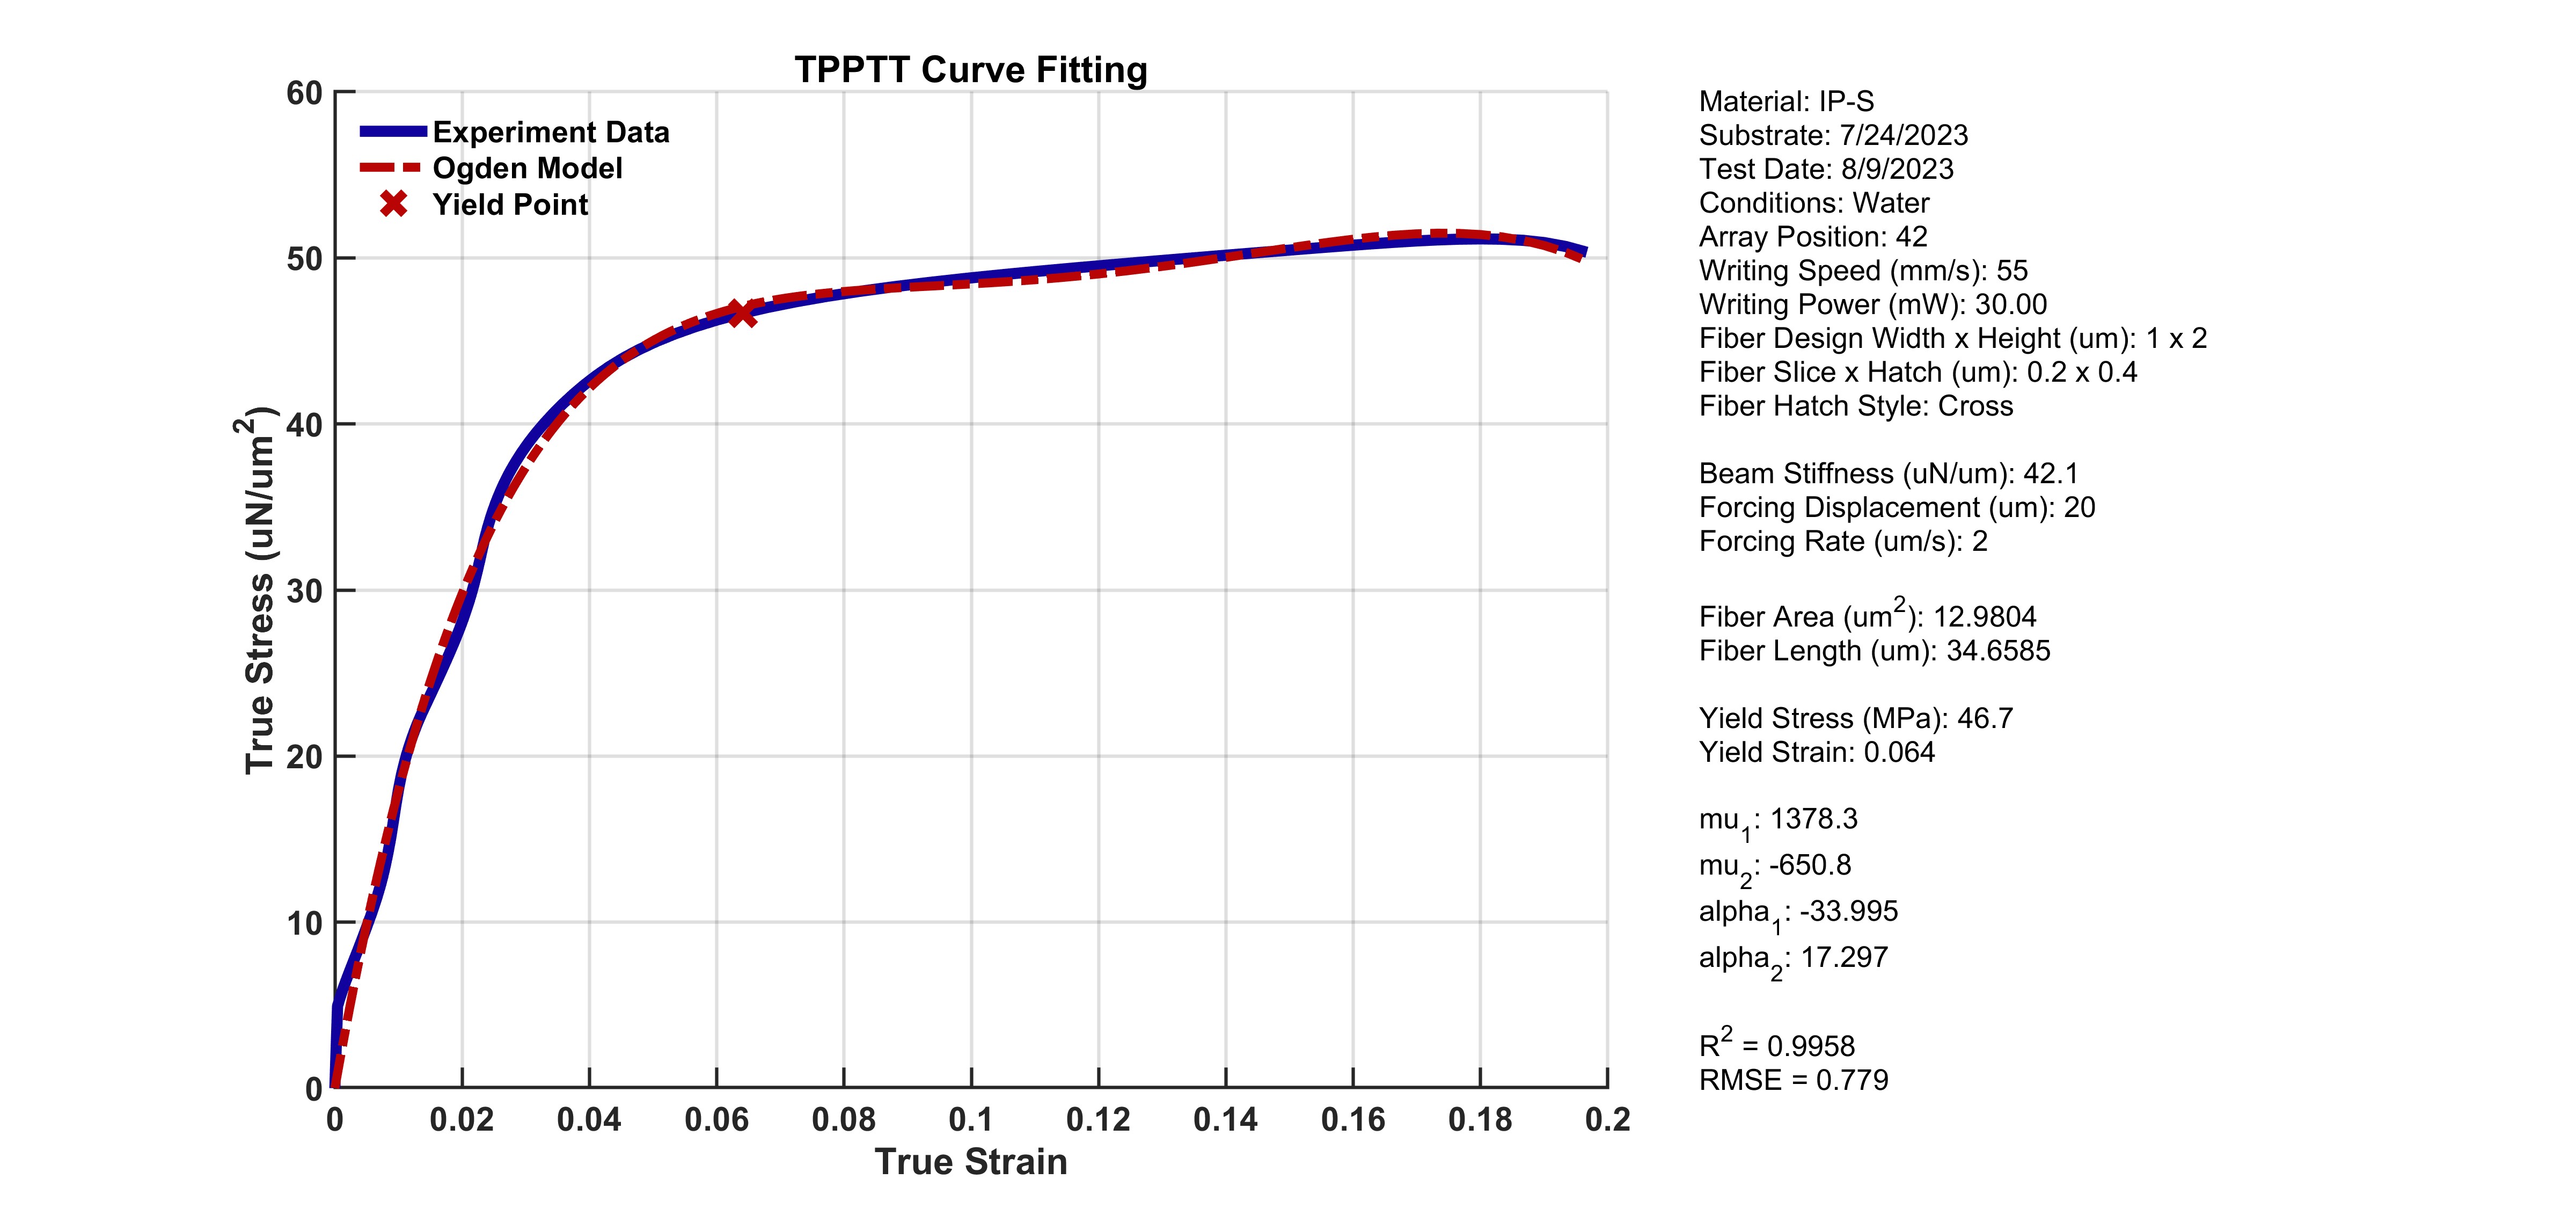 TPPTT Curve Fitting
60
50
40
30
20
10
0
True Stress (uN/um²)
Experiment Data
Ogden Model
Yield Point
0 0.02 0.04 0.06 0.08 0.1 0.12 0.14 0.16 0.18 0.2
True Strain
Material: IP-S
Substrate: 7/24/2023
Test Date: 8/9/2023
Conditions: Water
Array Position: 42
Writing Speed (mm/s): 55
Writing Power (mW): 30.00
Fiber Design Width x Height (um): 1 x 2
Fiber Slice x Hatch (um): 0.2 x 0.4
Fiber Hatch Style: Cross
Beam Stiffness (uN/um): 42.1
Forcing Displacement (um): 20
Forcing Rate (um/s): 2
Fiber Area (um²): 12.9804
Fiber Length (um): 34.6585
Yield Stress (MPa): 46.7
Yield Strain: 0.064
mu₁: 1378.3
mu₂: -650.8
alpha₁: -33.995
alpha₂: 17.297
R² = 0.9958
RMSE = 0.779